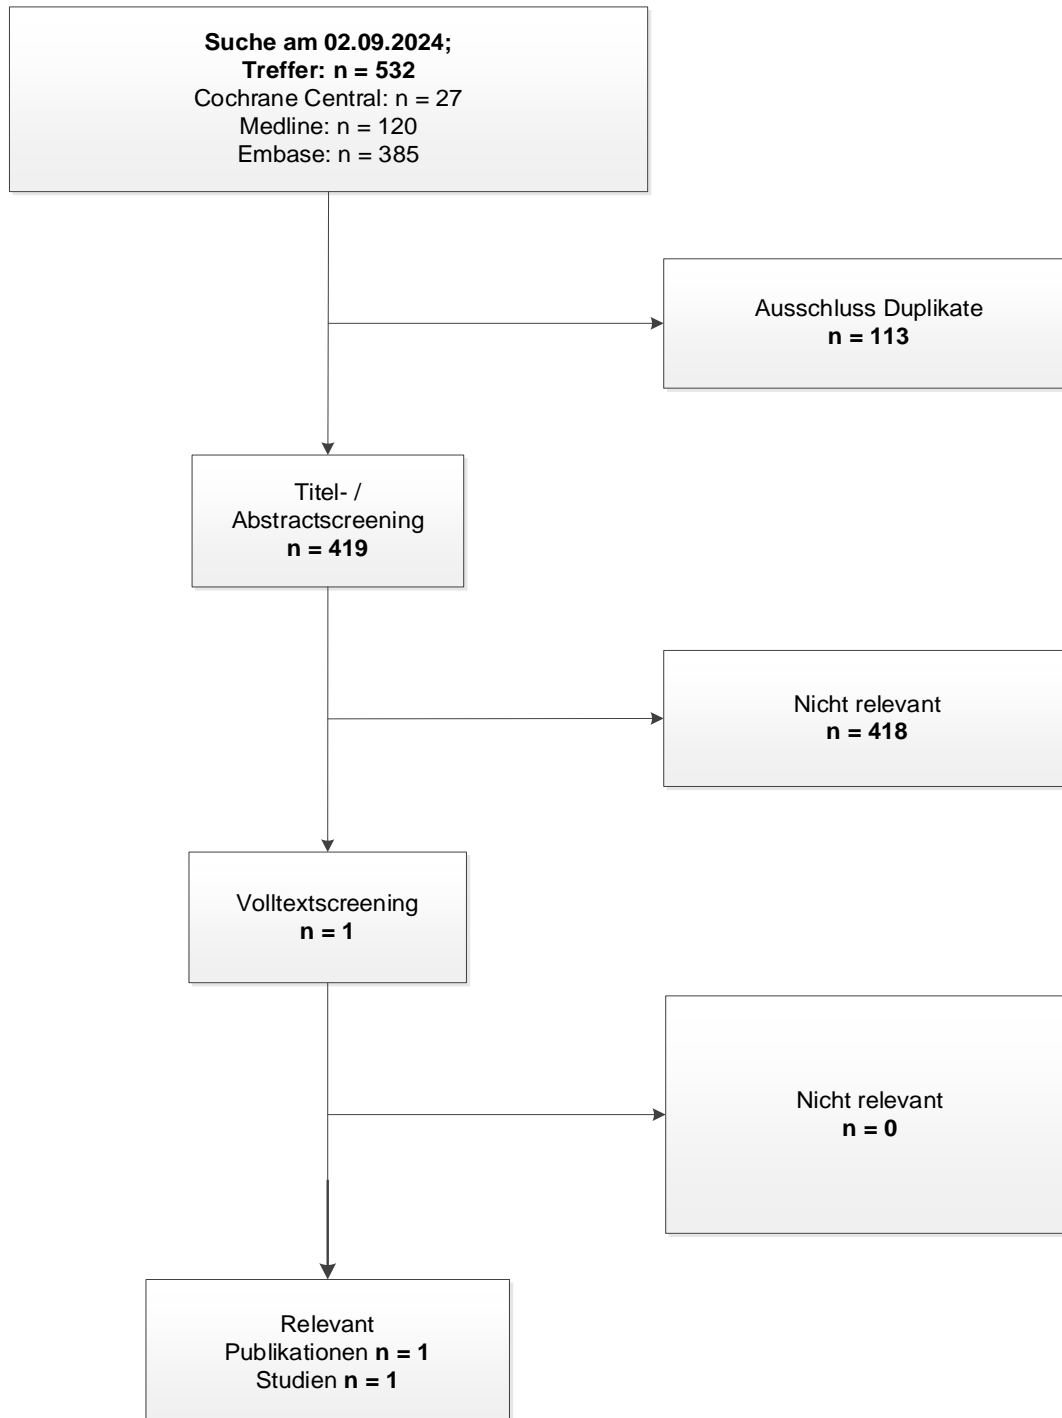 Suche am 02.09.2024;
Treffer: n = 532
Cochrane Central: n = 27
Medline: n = 120
Embase: n = 385
Ausschluss Duplikate
n = 113
Titel- /
Abstractscreening
n = 419
Nicht relevant
n = 418
Volltextscreening
n = 1
Nicht relevant
n = 0
Relevant
Publikationen n = 1
Studien n = 1